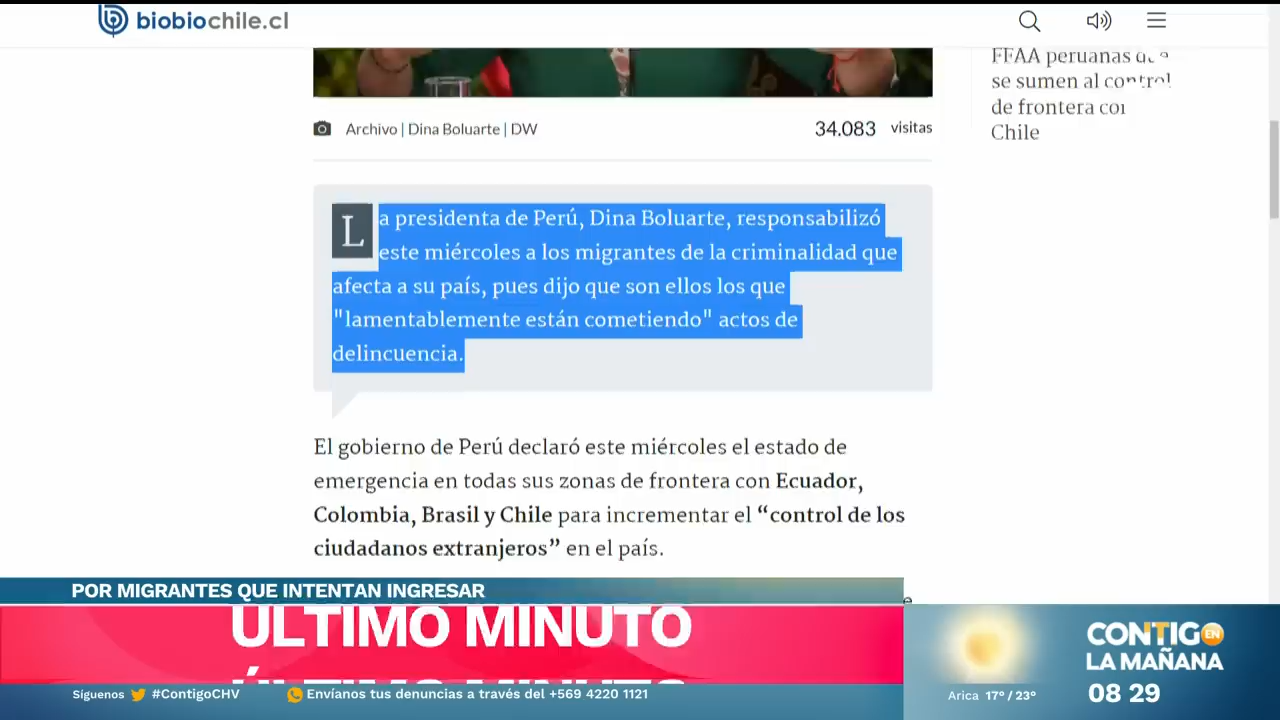 biobiochile.cl
FFAA peruanas
se sumen al control
de frontera
Chile
Archivo | Dina Boluarte | DW
34.083 visitas
La presidenta de Perú, Dina Boluarte, responsabilizó
este miércoles a los migrantes de la criminalidad que
afecta a su país, pues dijo que son ellos los que
"lamentablemente están cometiendo" actos de
delincuencia.
El gobierno de Perú declaró este miércoles el estado de
emergencia en todas sus zonas de frontera con Ecuador,
Colombia, Brasil y Chile para incrementar el “control de los
ciudadanos extranjeros” en el país.
POR MIGRANTES QUE INTENTAN INGRESAR
ÚLTIMO MINUTO
ÚLTIMO MINUTO
Síguenos #ContigoCHV
Envíanos tus denuncias a través del +569 4220 1121
Arica 17° / 23°
CONTIGO EN
LA MAÑANA
08 29